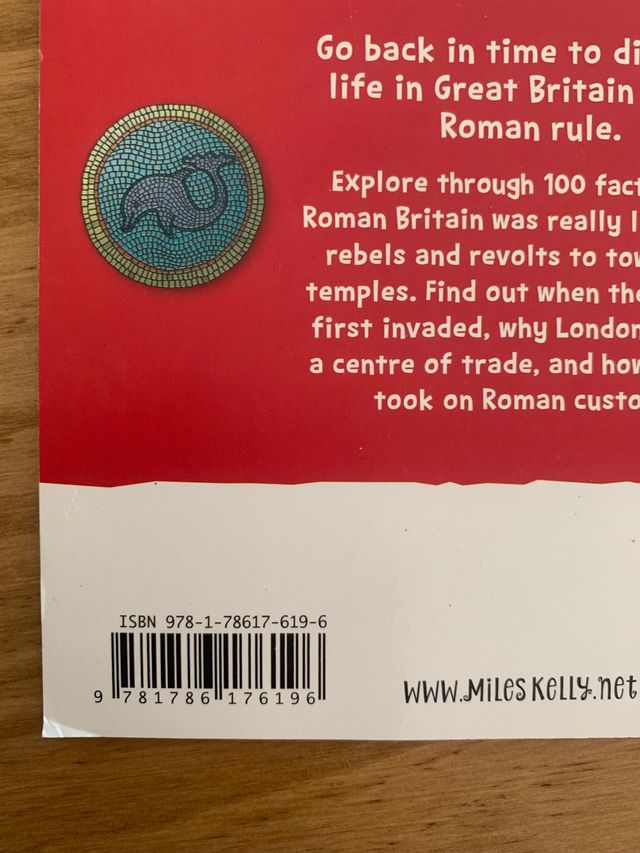 Go back in time to di
life in Great Britain
Roman rule.
Explore through 100 fact
Roman Britain was really l
rebels and revolts to tow
temples. Find out when the
first invaded, why London
a centre of trade, and how
took on Roman custo
ISBN 978-1-78617-619-6
9 781786 176196
www.MilesKelly.net